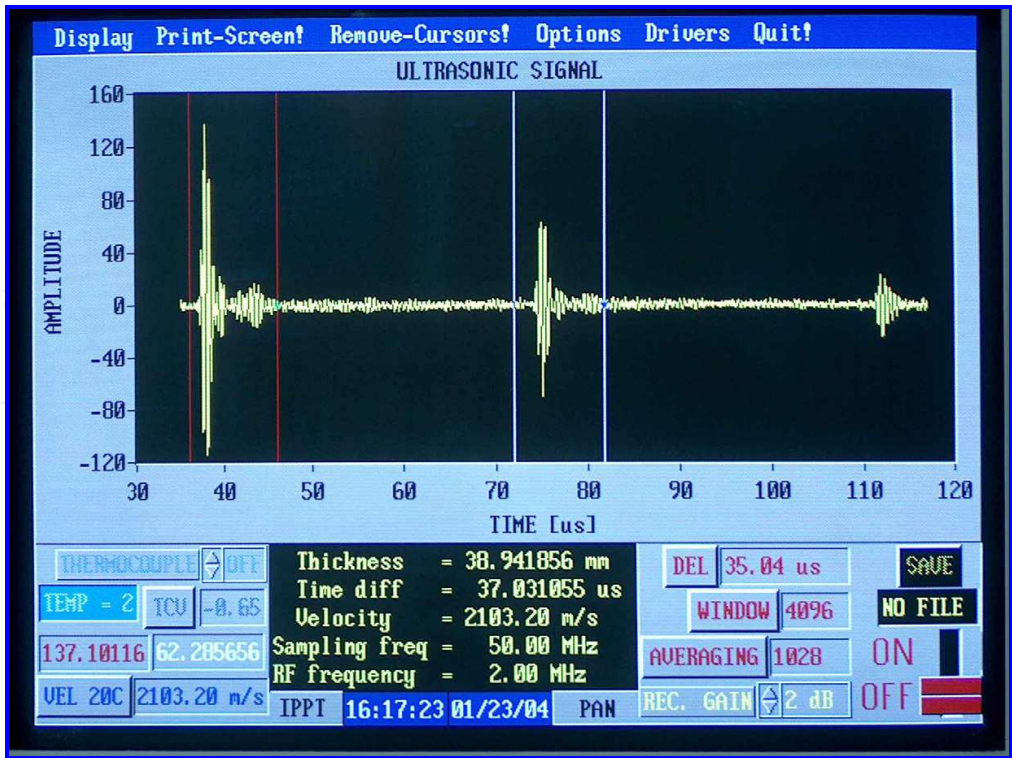 Display Print-Screen! Remove-Cursors! Options Drivers Quit!
ULTRASONIC SIGNAL
160
120
80
40
0
-40
-80
-120
AMPLITUDE
30 40 50 60 70 80 90 100 110 120
TIME [us]
THERMOCOUPLE OFF
TEMP = 2 TCV -0.65
137.10116 62.285656
VEL 20C 2103.20 m/s
Thickness = 38.941856 mm
Time diff = 37.031055 us
Velocity = 2103.20 m/s
Sampling freq = 50.00 MHz
RF frequency = 2.00 MHz
IPPT 16:17:23 01/23/04 PAN
DEL 35.04 us
WINDOW 4096
AVERAGING 1028
REC. GAIN 2 dB
SAVE
NO FILE
ON
OFF